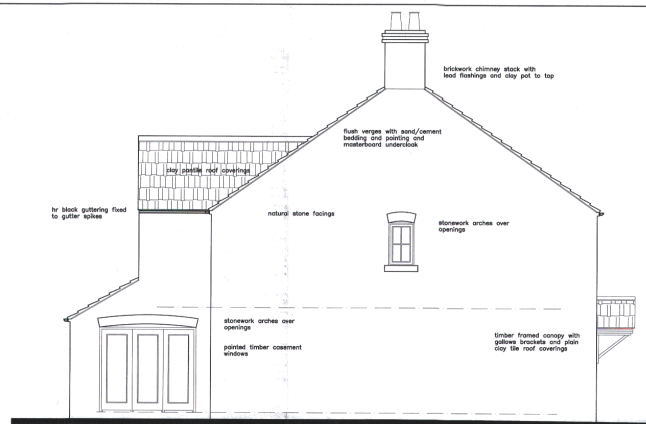 brickwork chimney stack with
lead flashings and clay pot to top
flush verges with sand/cement
bedding and pointing and
masterboard undercloak
clay pantile roof coverings
hr black guttering fixed
to gutter spikes
natural stone facings
stonework arches over
openings
stonework arches over
openings
painted timber casement
windows
timber framed canopy with
gallows brackets and plain
clay tile roof coverings